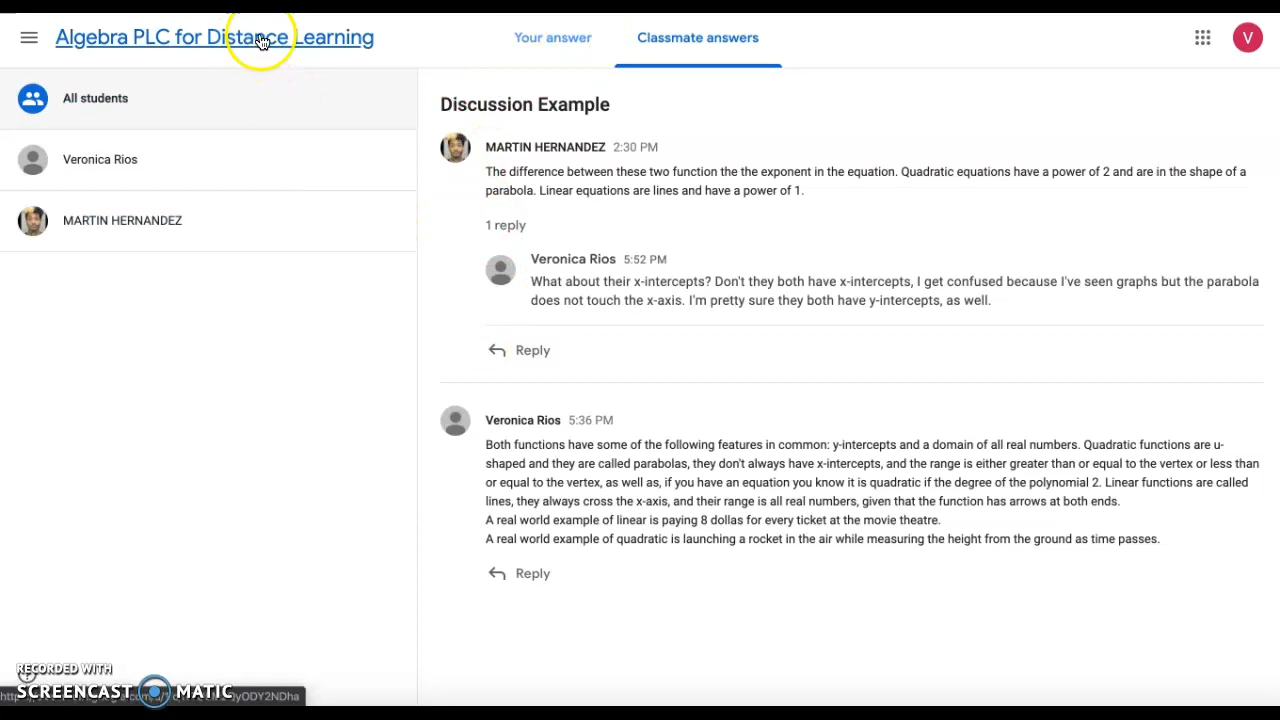 Algebra PLC for Distance Learning
Your answer
Classmate answers
V
All students
Veronica Rios
MARTIN HERNANDEZ
Discussion Example
MARTIN HERNANDEZ 2:30 PM
The difference between these two function the the exponent in the equation. Quadratic equations have a power of 2 and are in the shape of a
parabola. Linear equations are lines and have a power of 1.
1 reply
Veronica Rios 5:52 PM
What about their x-intercepts? Don't they both have x-intercepts, I get confused because I've seen graphs but the parabola
does not touch the x-axis. I'm pretty sure they both have y-intercepts, as well.
Reply
Veronica Rios 5:36 PM
Both functions have some of the following features in common: y-intercepts and a domain of all real numbers. Quadratic functions are u-
shaped and they are called parabolas, they don't always have x-intercepts, and the range is either greater than or equal to the vertex or less than
or equal to the vertex, as well as, if you have an equation you know it is quadratic if the degree of the polynomial 2. Linear functions are called
lines, they always cross the x-axis, and their range is all real numbers, given that the function has arrows at both ends.
A real world example of linear is paying 8 dollas for every ticket at the movie theatre.
A real world example of quadratic is launching a rocket in the air while measuring the height from the ground as time passes.
Reply
RECORDED WITH
SCREENCAST MATIC